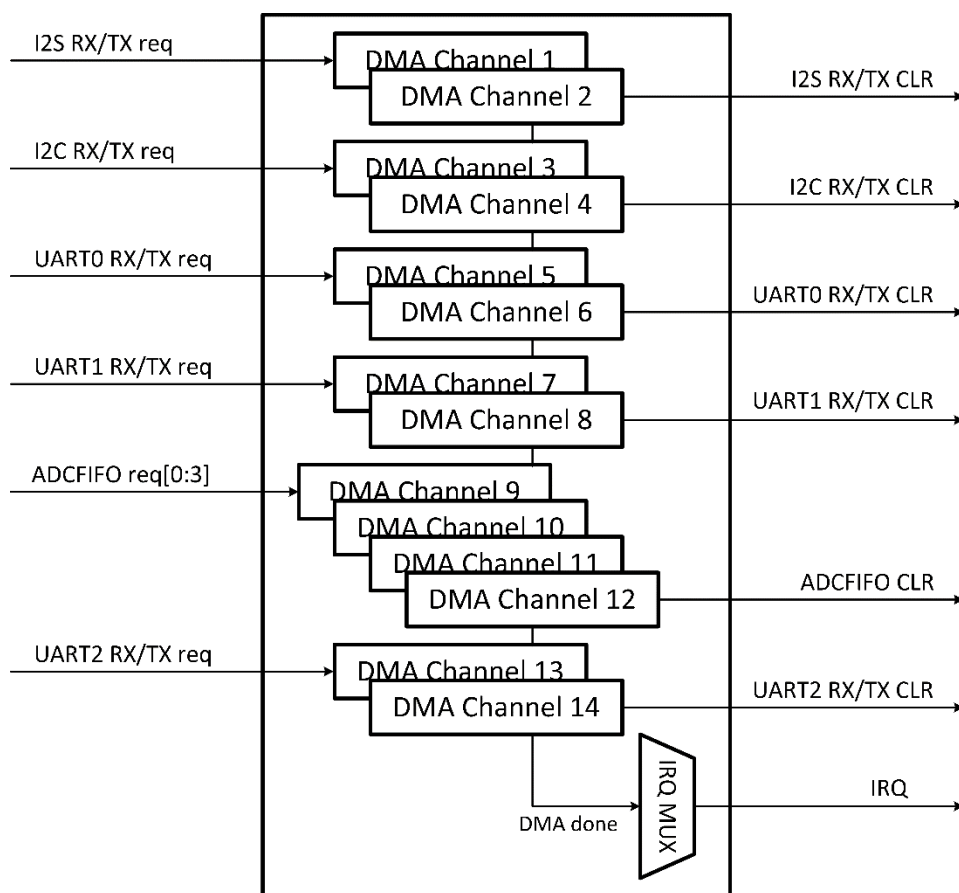 I2S RX/TX req
DMA Channel 1
DMA Channel 2
I2S RX/TX CLR
I2C RX/TX req
DMA Channel 3
DMA Channel 4
I2C RX/TX CLR
UART0 RX/TX req
DMA Channel 5
DMA Channel 6
UART0 RX/TX CLR
UART1 RX/TX req
DMA Channel 7
DMA Channel 8
UART1 RX/TX CLR
ADCFIFO req[0:3]
DMA Channel 9
DMA Channel 10
DMA Channel 11
DMA Channel 12
ADCFIFO CLR
UART2 RX/TX req
DMA Channel 13
DMA Channel 14
UART2 RX/TX CLR
IRQ MUX
IRQ
DMA done